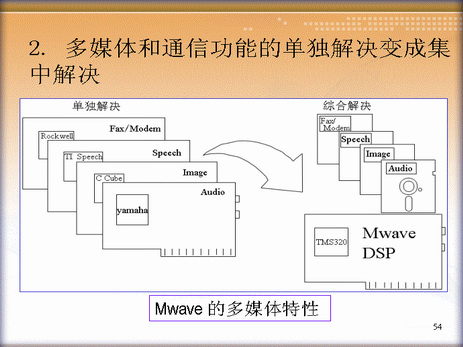 2. 多媒体和通信功能的单独解决变成集
中解决
单独解决
综合解决
Fax/Modem
Rockwell
Speech
TI Speech
Image
C Cube
Audio
yamaha
Fax/
Modem
Speech
Image
Audio
TMS320
Mwave
DSP
Mwave 的多媒体特性
54